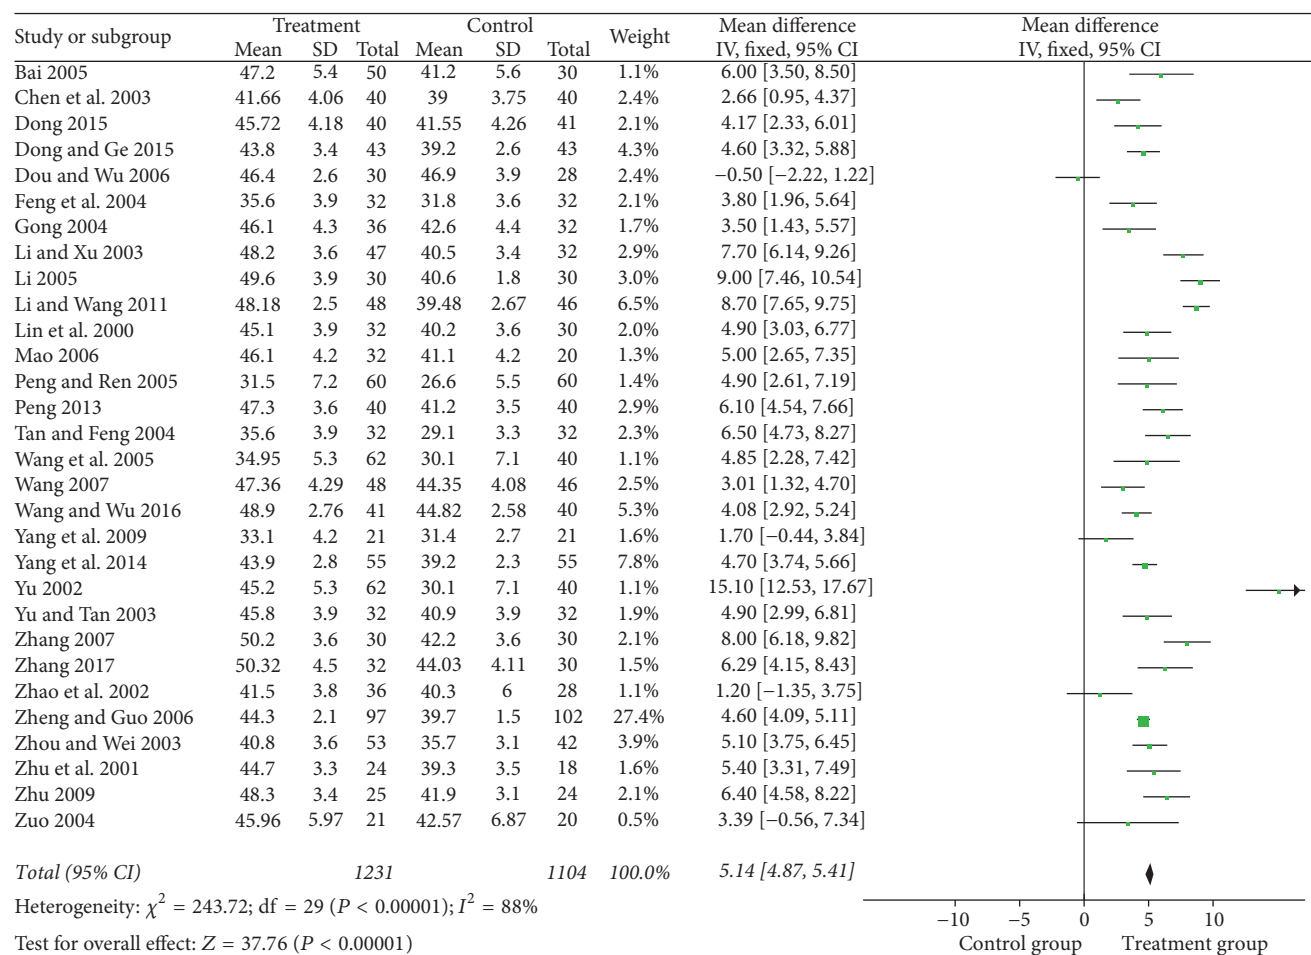 Study or subgroup Treatment Control Weight Mean difference Mean difference
Mean SD Total Mean SD Total IV, fixed, 95% CI IV, fixed, 95% CI
Bai 2005 47.2 5.4 50 41.2 5.6 30 1.1% 6.00 [3.50, 8.50]
Chen et al. 2003 41.66 4.06 40 39 3.75 40 2.4% 2.66 [0.95, 4.37]
Dong 2015 45.72 4.18 40 41.55 4.26 41 2.1% 4.17 [2.33, 6.01]
Dong and Ge 2015 43.8 3.4 43 39.2 2.6 43 4.3% 4.60 [3.32, 5.88]
Dou and Wu 2006 46.4 2.6 30 46.9 3.9 28 2.4% −0.50 [−2.22, 1.22]
Feng et al. 2004 35.6 3.9 32 31.8 3.6 32 2.1% 3.80 [1.96, 5.64]
Gong 2004 46.1 4.3 36 42.6 4.4 32 1.7% 3.50 [1.43, 5.57]
Li and Xu 2003 48.2 3.6 47 40.5 3.4 32 2.9% 7.70 [6.14, 9.26]
Li 2005 49.6 3.9 30 40.6 1.8 30 3.0% 9.00 [7.46, 10.54]
Li and Wang 2011 48.18 2.5 48 39.48 2.67 46 6.5% 8.70 [7.65, 9.75]
Lin et al. 2000 45.1 3.9 32 40.2 3.6 30 2.0% 4.90 [3.03, 6.77]
Mao 2006 46.1 4.2 32 41.1 4.2 20 1.3% 5.00 [2.65, 7.35]
Peng and Ren 2005 31.5 7.2 60 26.6 5.5 60 1.4% 4.90 [2.61, 7.19]
Peng 2013 47.3 3.6 40 41.2 3.5 40 2.9% 6.10 [4.54, 7.66]
Tan and Feng 2004 35.6 3.9 32 29.1 3.3 32 2.3% 6.50 [4.73, 8.27]
Wang et al. 2005 34.95 5.3 62 30.1 7.1 40 1.1% 4.85 [2.28, 7.42]
Wang 2007 47.36 4.29 48 44.35 4.08 46 2.5% 3.01 [1.32, 4.70]
Wang and Wu 2016 48.9 2.76 41 44.82 2.58 40 5.3% 4.08 [2.92, 5.24]
Yang et al. 2009 33.1 4.2 21 31.4 2.7 21 1.6% 1.70 [−0.44, 3.84]
Yang et al. 2014 43.9 2.8 55 39.2 2.3 55 7.8% 4.70 [3.74, 5.66]
Yu 2002 45.2 5.3 62 30.1 7.1 40 1.1% 15.10 [12.53, 17.67]
Yu and Tan 2003 45.8 3.9 32 40.9 3.9 32 1.9% 4.90 [2.99, 6.81]
Zhang 2007 50.2 3.6 30 42.2 3.6 30 2.1% 8.00 [6.18, 9.82]
Zhang 2017 50.32 4.5 32 44.03 4.11 30 1.5% 6.29 [4.15, 8.43]
Zhao et al. 2002 41.5 3.8 36 40.3 6 28 1.1% 1.20 [−1.35, 3.75]
Zheng and Guo 2006 44.3 2.1 97 39.7 1.5 102 27.4% 4.60 [4.09, 5.11]
Zhou and Wei 2003 40.8 3.6 53 35.7 3.1 42 3.9% 5.10 [3.75, 6.45]
Zhu et al. 2001 44.7 3.3 24 39.3 3.5 18 1.6% 5.40 [3.31, 7.49]
Zhu 2009 48.3 3.4 25 41.9 3.1 24 2.1% 6.40 [4.58, 8.22]
Zuo 2004 45.96 5.97 21 42.57 6.87 20 0.5% 3.39 [−0.56, 7.34]
Total (95% CI) 1231 1104 100.0% 5.14 [4.87, 5.41]
Heterogeneity: χ² = 243.72; df = 29 (P < 0.00001); I² = 88%
−10 −5 0 5 10
Test for overall effect: Z = 37.76 (P < 0.00001) Control group Treatment group